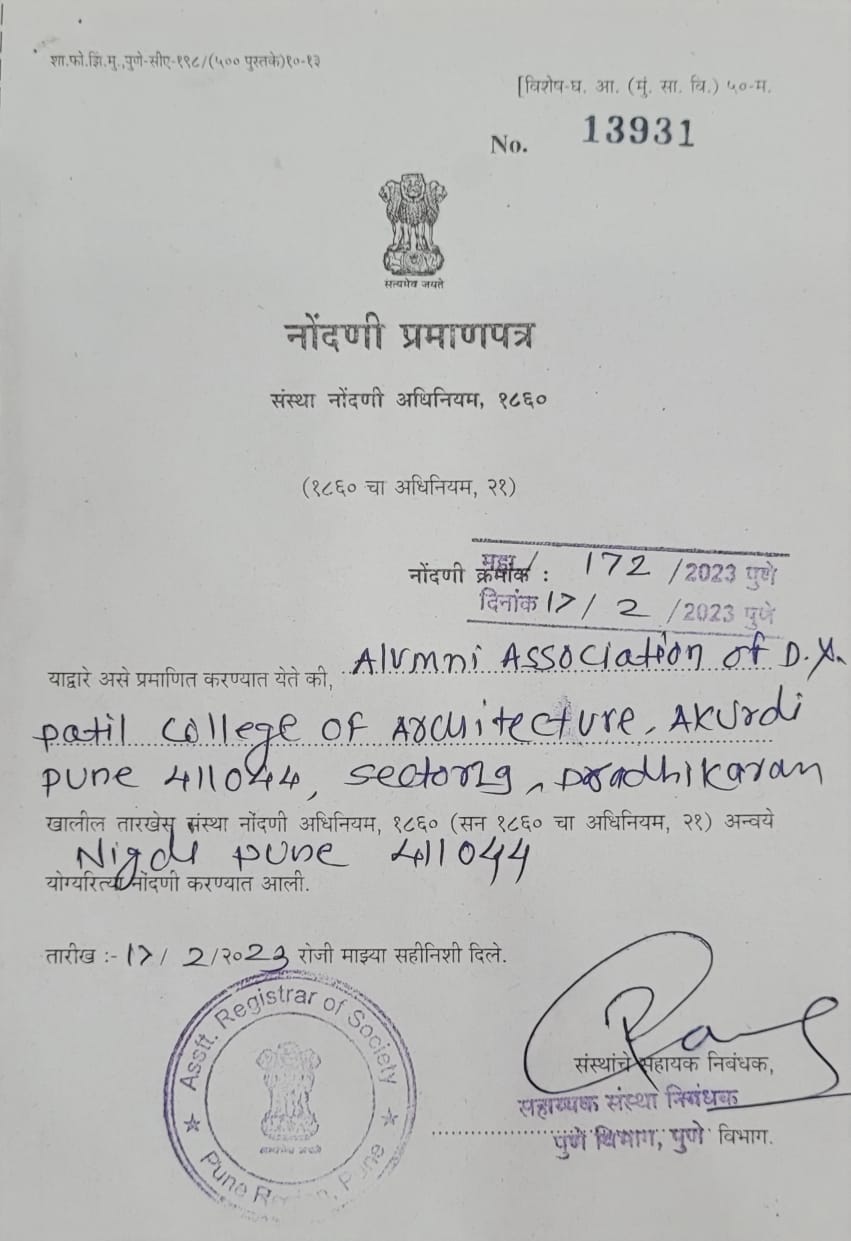 शा.फो.झिं.मु.,पुणे-सीए-१९८/(५०० पुस्तके)१०-१३
[विशेष-घ. आ. (मुं. सा. वि.) ५०-म.
No. 13931
सत्यमेव जयते
नोंदणी प्रमाणपत्र
संस्था नोंदणी अधिनियम, १८६०
(१८६० चा अधिनियम, २१)
नोंदणी क्रमांक : महा/ 172 /2023 पुणे
दिनांक 17/ 2 /2023 पुणे
याद्वारे असे प्रमाणित करण्यात येते की, Alumni Association of D.Y.
Patil College of Architecture, Akurdi
Pune 411044, Sector 29, Pradhikaran
खालील तारखेस संस्था नोंदणी अधिनियम, १८६० (सन १८६० चा अधिनियम, २१) अन्वये
Nigdi Pune 411044
योग्यरित्या नोंदणी करण्यात आली.
तारीख :- 17/ 2/२०23 रोजी माझ्या सहीनिशी दिले.
Asstt. Registrar of Society
Pune Region, Pune
संस्थांचे सहायक निबंधक,
सहाय्यक संस्था निबंधक
पुणे विभाग, पुणे विभाग.